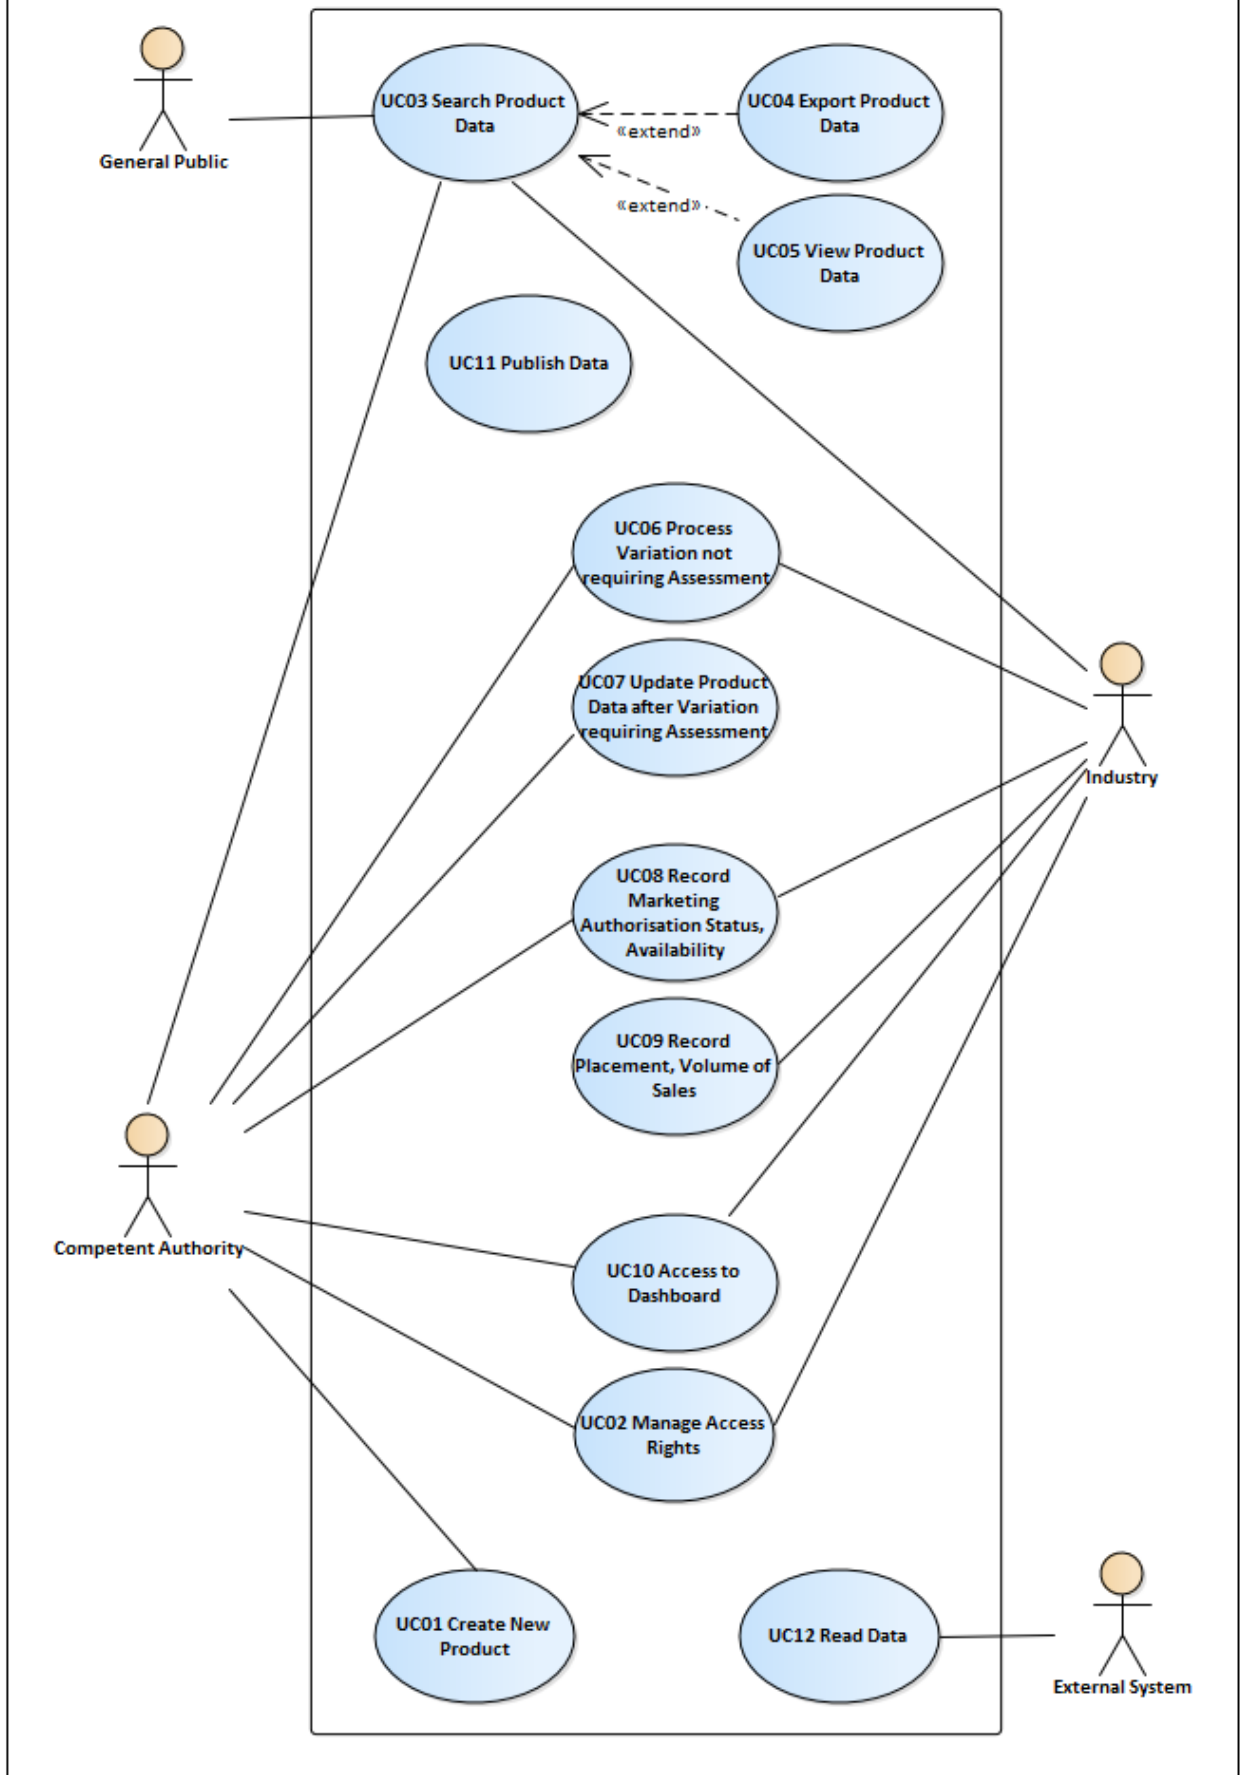 UC03 Search Product
Data
UC04 Export Product
Data
«extend»
General Public
«extend»
UC05 View Product
Data
UC11 Publish Data
UC06 Process
Variation not
requiring Assessment
UC07 Update Product
Data after Variation
requiring Assessment
Industry
UC08 Record
Marketing
Authorisation Status,
Availability
UC09 Record
Placement, Volume of
Sales
Competent Authority
UC10 Access to
Dashboard
UC02 Manage Access
Rights
UC01 Create New
Product
UC12 Read Data
External System